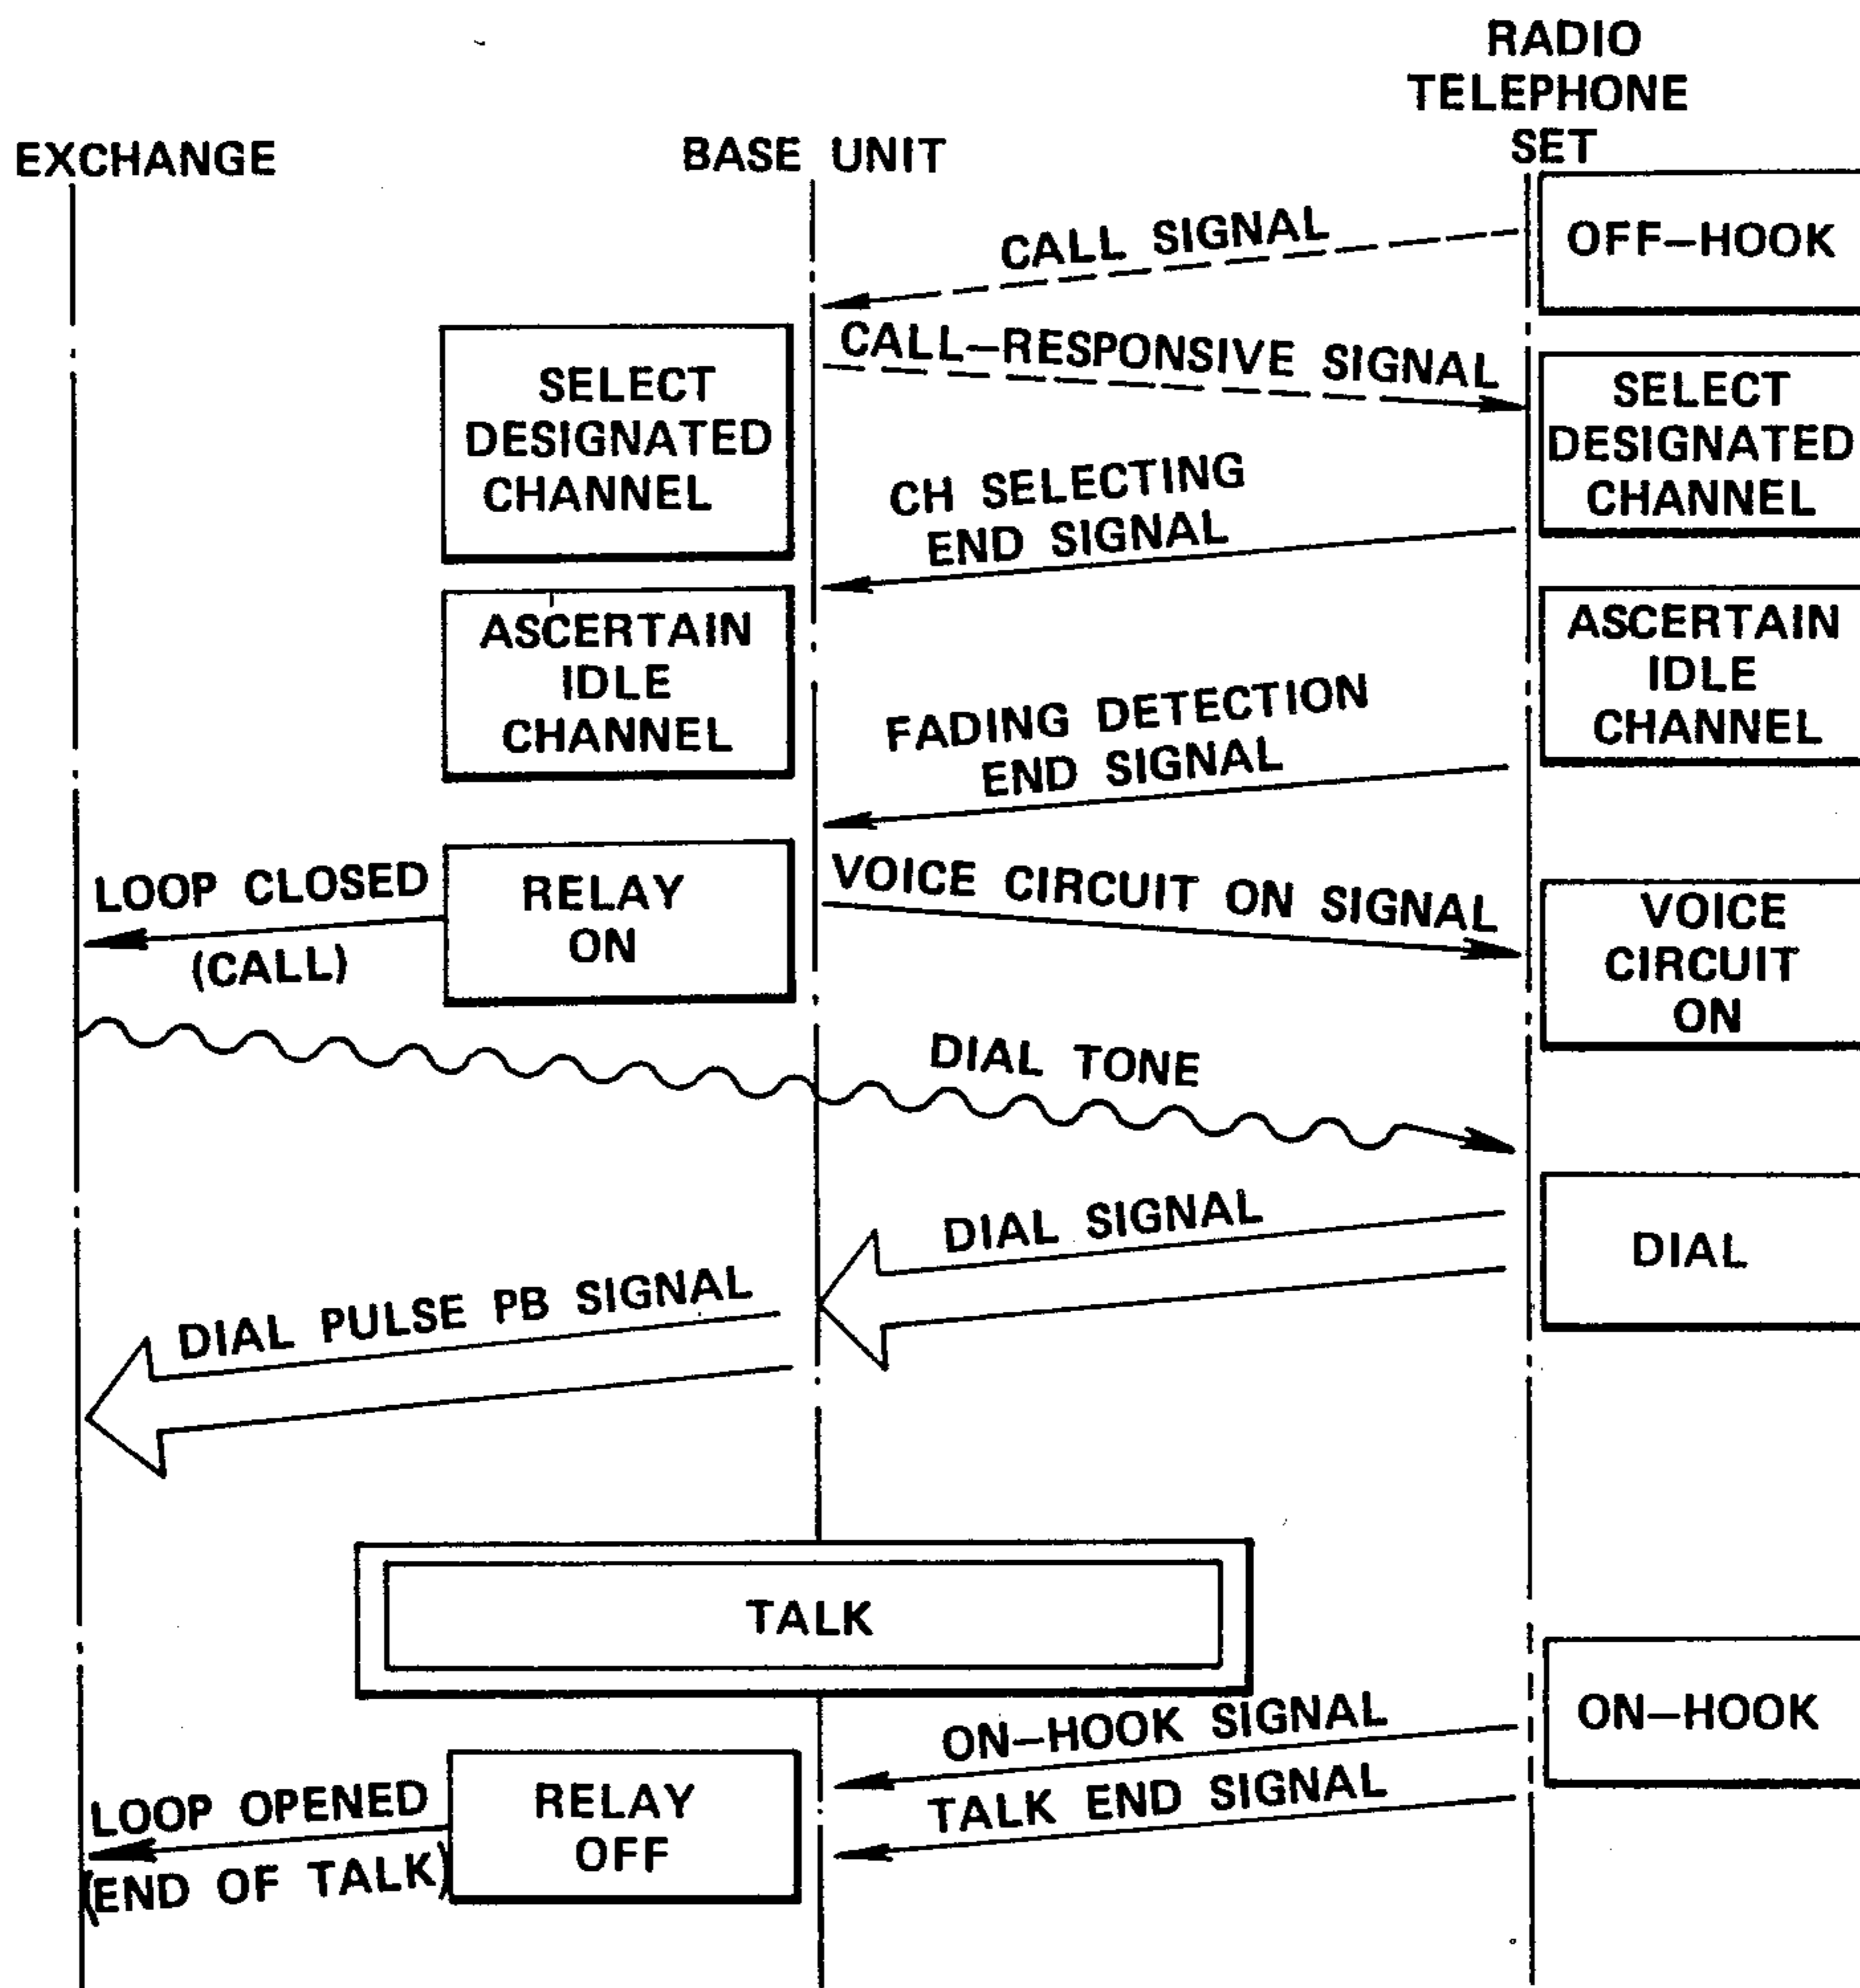 RADIO
TELEPHONE
SET
EXCHANGE
BASE UNIT
OFF-HOOK
CALL SIGNAL
CALL-RESPONSIVE SIGNAL
SELECT
DESIGNATED
CHANNEL
SELECT
DESIGNATED
CHANNEL
CH SELECTING
END SIGNAL
ASCERTAIN
IDLE
CHANNEL
ASCERTAIN
IDLE
CHANNEL
FADING DETECTION
END SIGNAL
LOOP CLOSED
(CALL)
RELAY
ON
VOICE CIRCUIT ON SIGNAL
VOICE
CIRCUIT
ON
DIAL TONE
DIAL SIGNAL
DIAL
DIAL PULSE PB SIGNAL
TALK
ON-HOOK SIGNAL
ON-HOOK
TALK END SIGNAL
LOOP OPENED
(END OF TALK)
RELAY
OFF